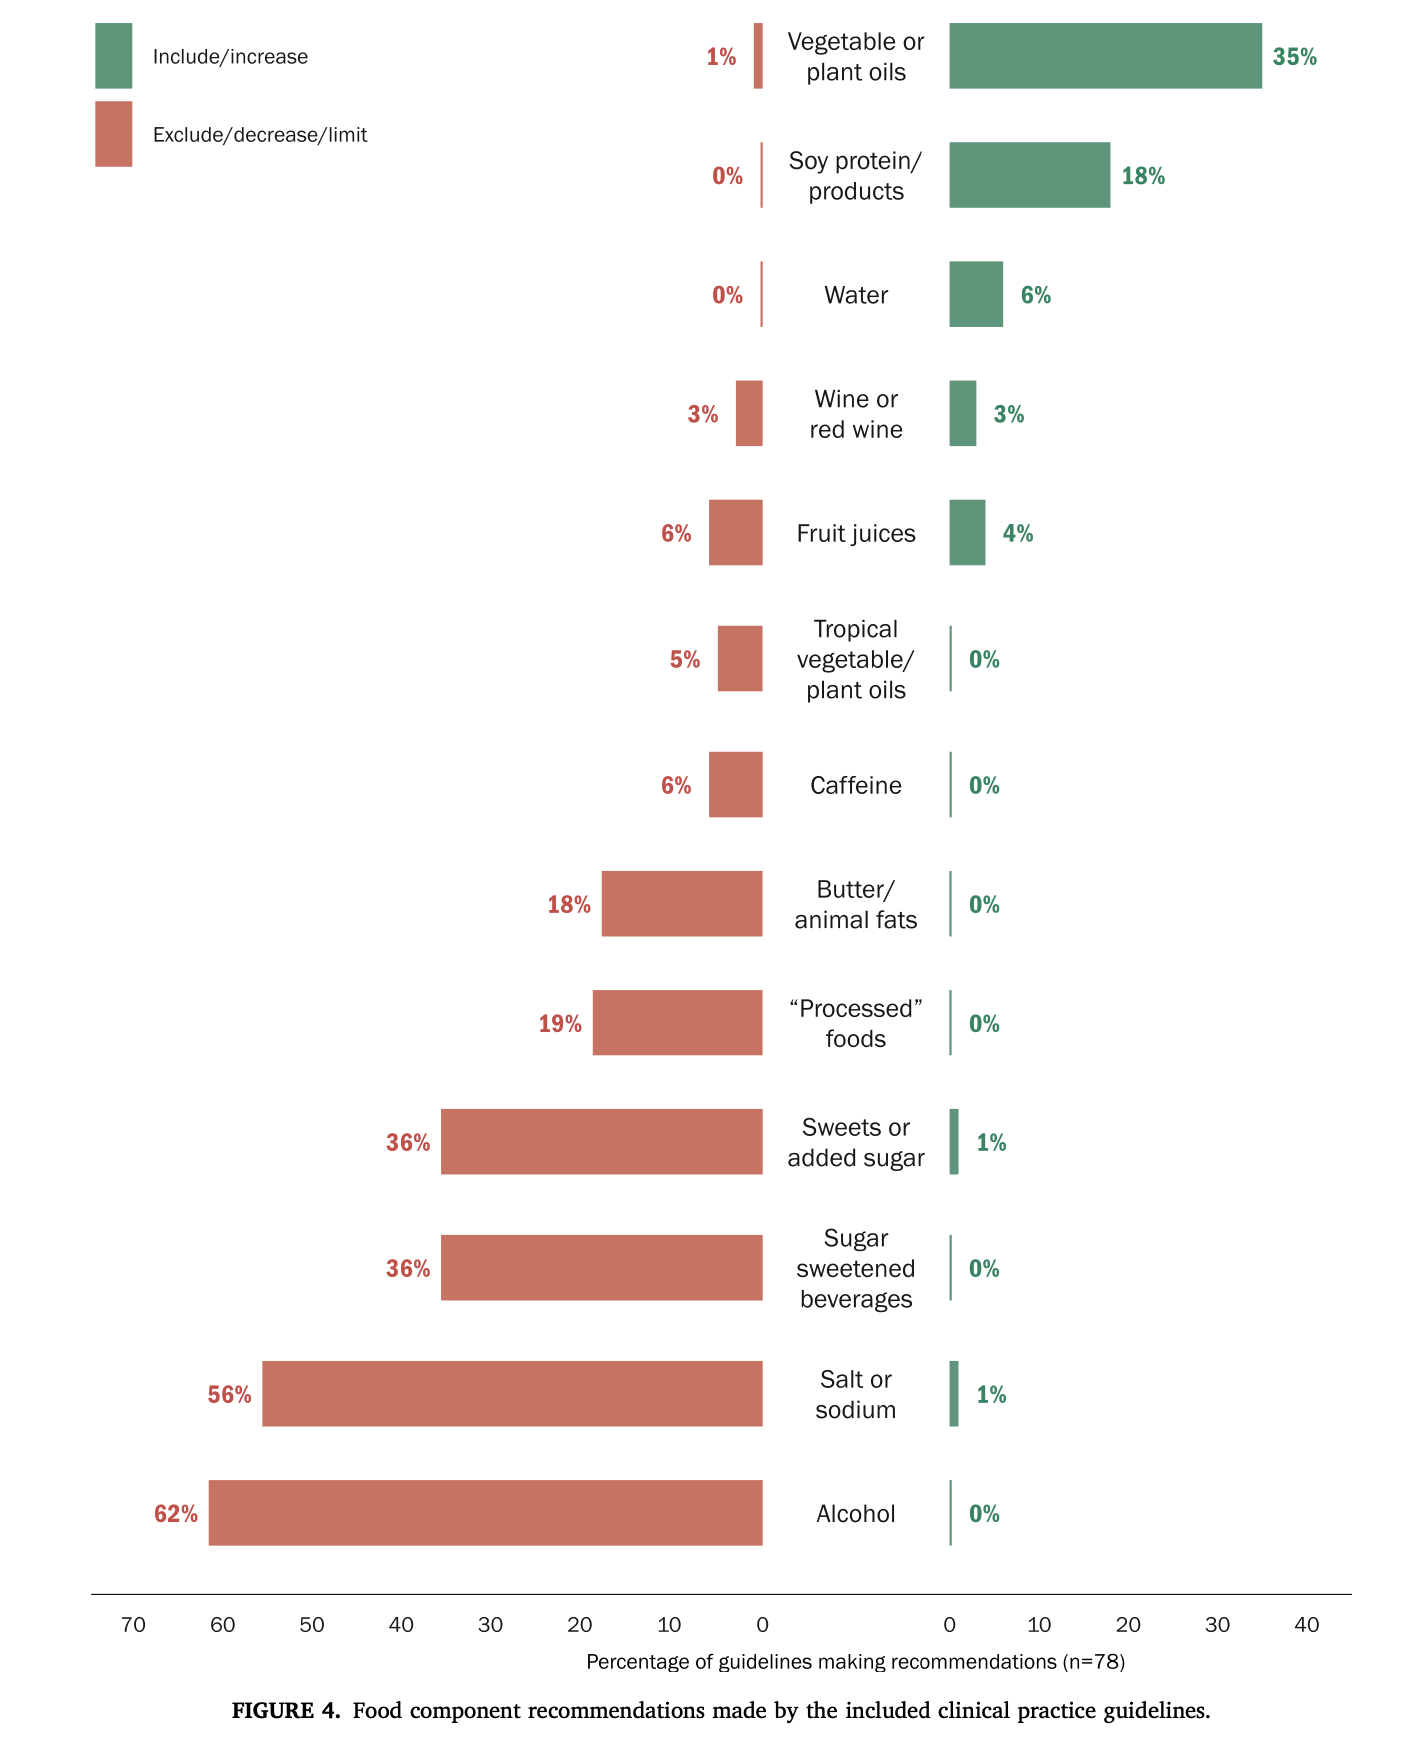 Include/increase
Exclude/decrease/limit
1%
Vegetable or
plant oils
35%
0%
Soy protein/
products
18%
0%
Water
6%
3%
Wine or
red wine
3%
6%
Fruit juices
4%
5%
Tropical
vegetable/
plant oils
0%
6%
Caffeine
0%
18%
Butter/
animal fats
0%
19%
“Processed”
foods
0%
36%
Sweets or
added sugar
1%
36%
Sugar
sweetened
beverages
0%
56%
Salt or
sodium
1%
62%
Alcohol
0%
70 60 50 40 30 20 10 0 0 10 20 30 40
Percentage of guidelines making recommendations (n=78)
FIGURE 4. Food component recommendations made by the included clinical practice guidelines.